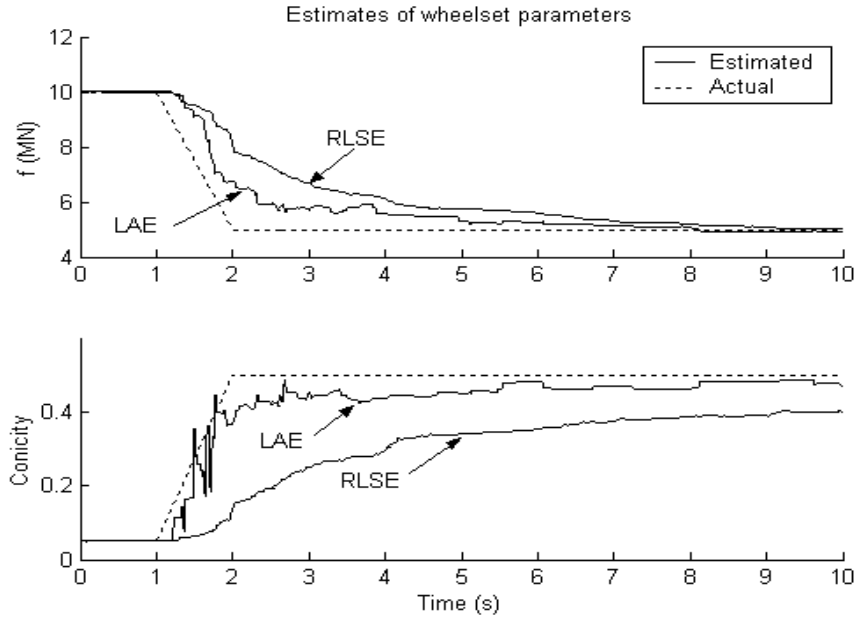 Estimates of wheelset parameters
12
10
8
6
4
f (MN)
Estimated
Actual
RLSE
LAE
0 1 2 3 4 5 6 7 8 9 10
0.4
0.2
0
Conicity
LAE
RLSE
0 1 2 3 4 5 6 7 8 9 10
Time (s)